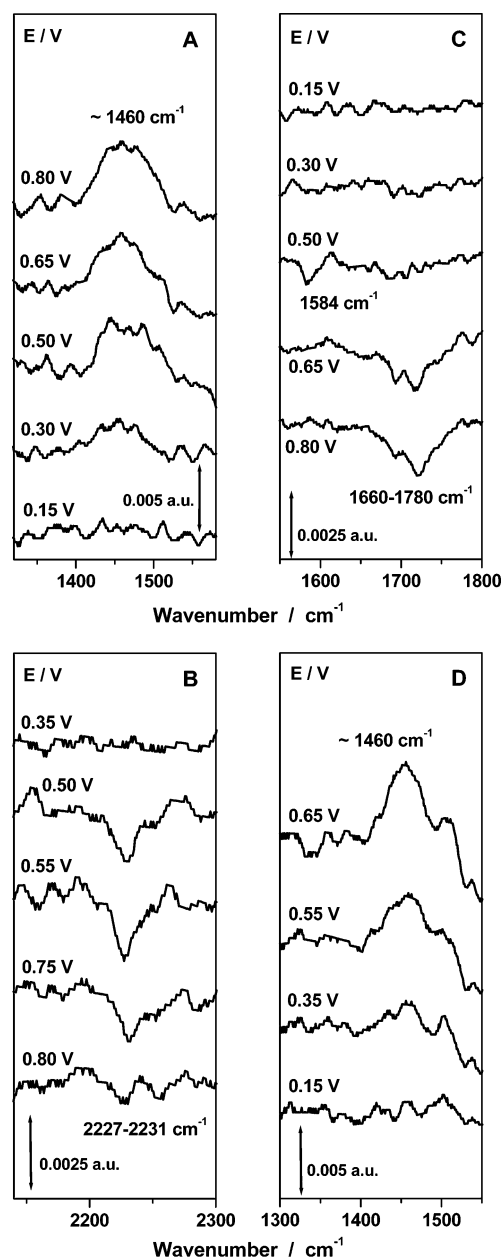 E / V
A
~ 1460 cm-1
0.80 V
0.65 V
0.50 V
0.30 V
0.005 a.u.
0.15 V
1400
1500
E / V
C
0.15 V
0.30 V
0.50 V
1584 cm-1
0.65 V
0.80 V
1660-1780 cm-1
0.0025 a.u.
1600
1700
1800
Wavenumber / cm-1
E / V
B
0.35 V
0.50 V
0.55 V
0.75 V
0.80 V
2227-2231 cm-1
0.0025 a.u.
2200
2300
E / V
D
~ 1460 cm-1
0.65 V
0.55 V
0.35 V
0.15 V
0.005 a.u.
1300
1400
1500
Wavenumber / cm-1